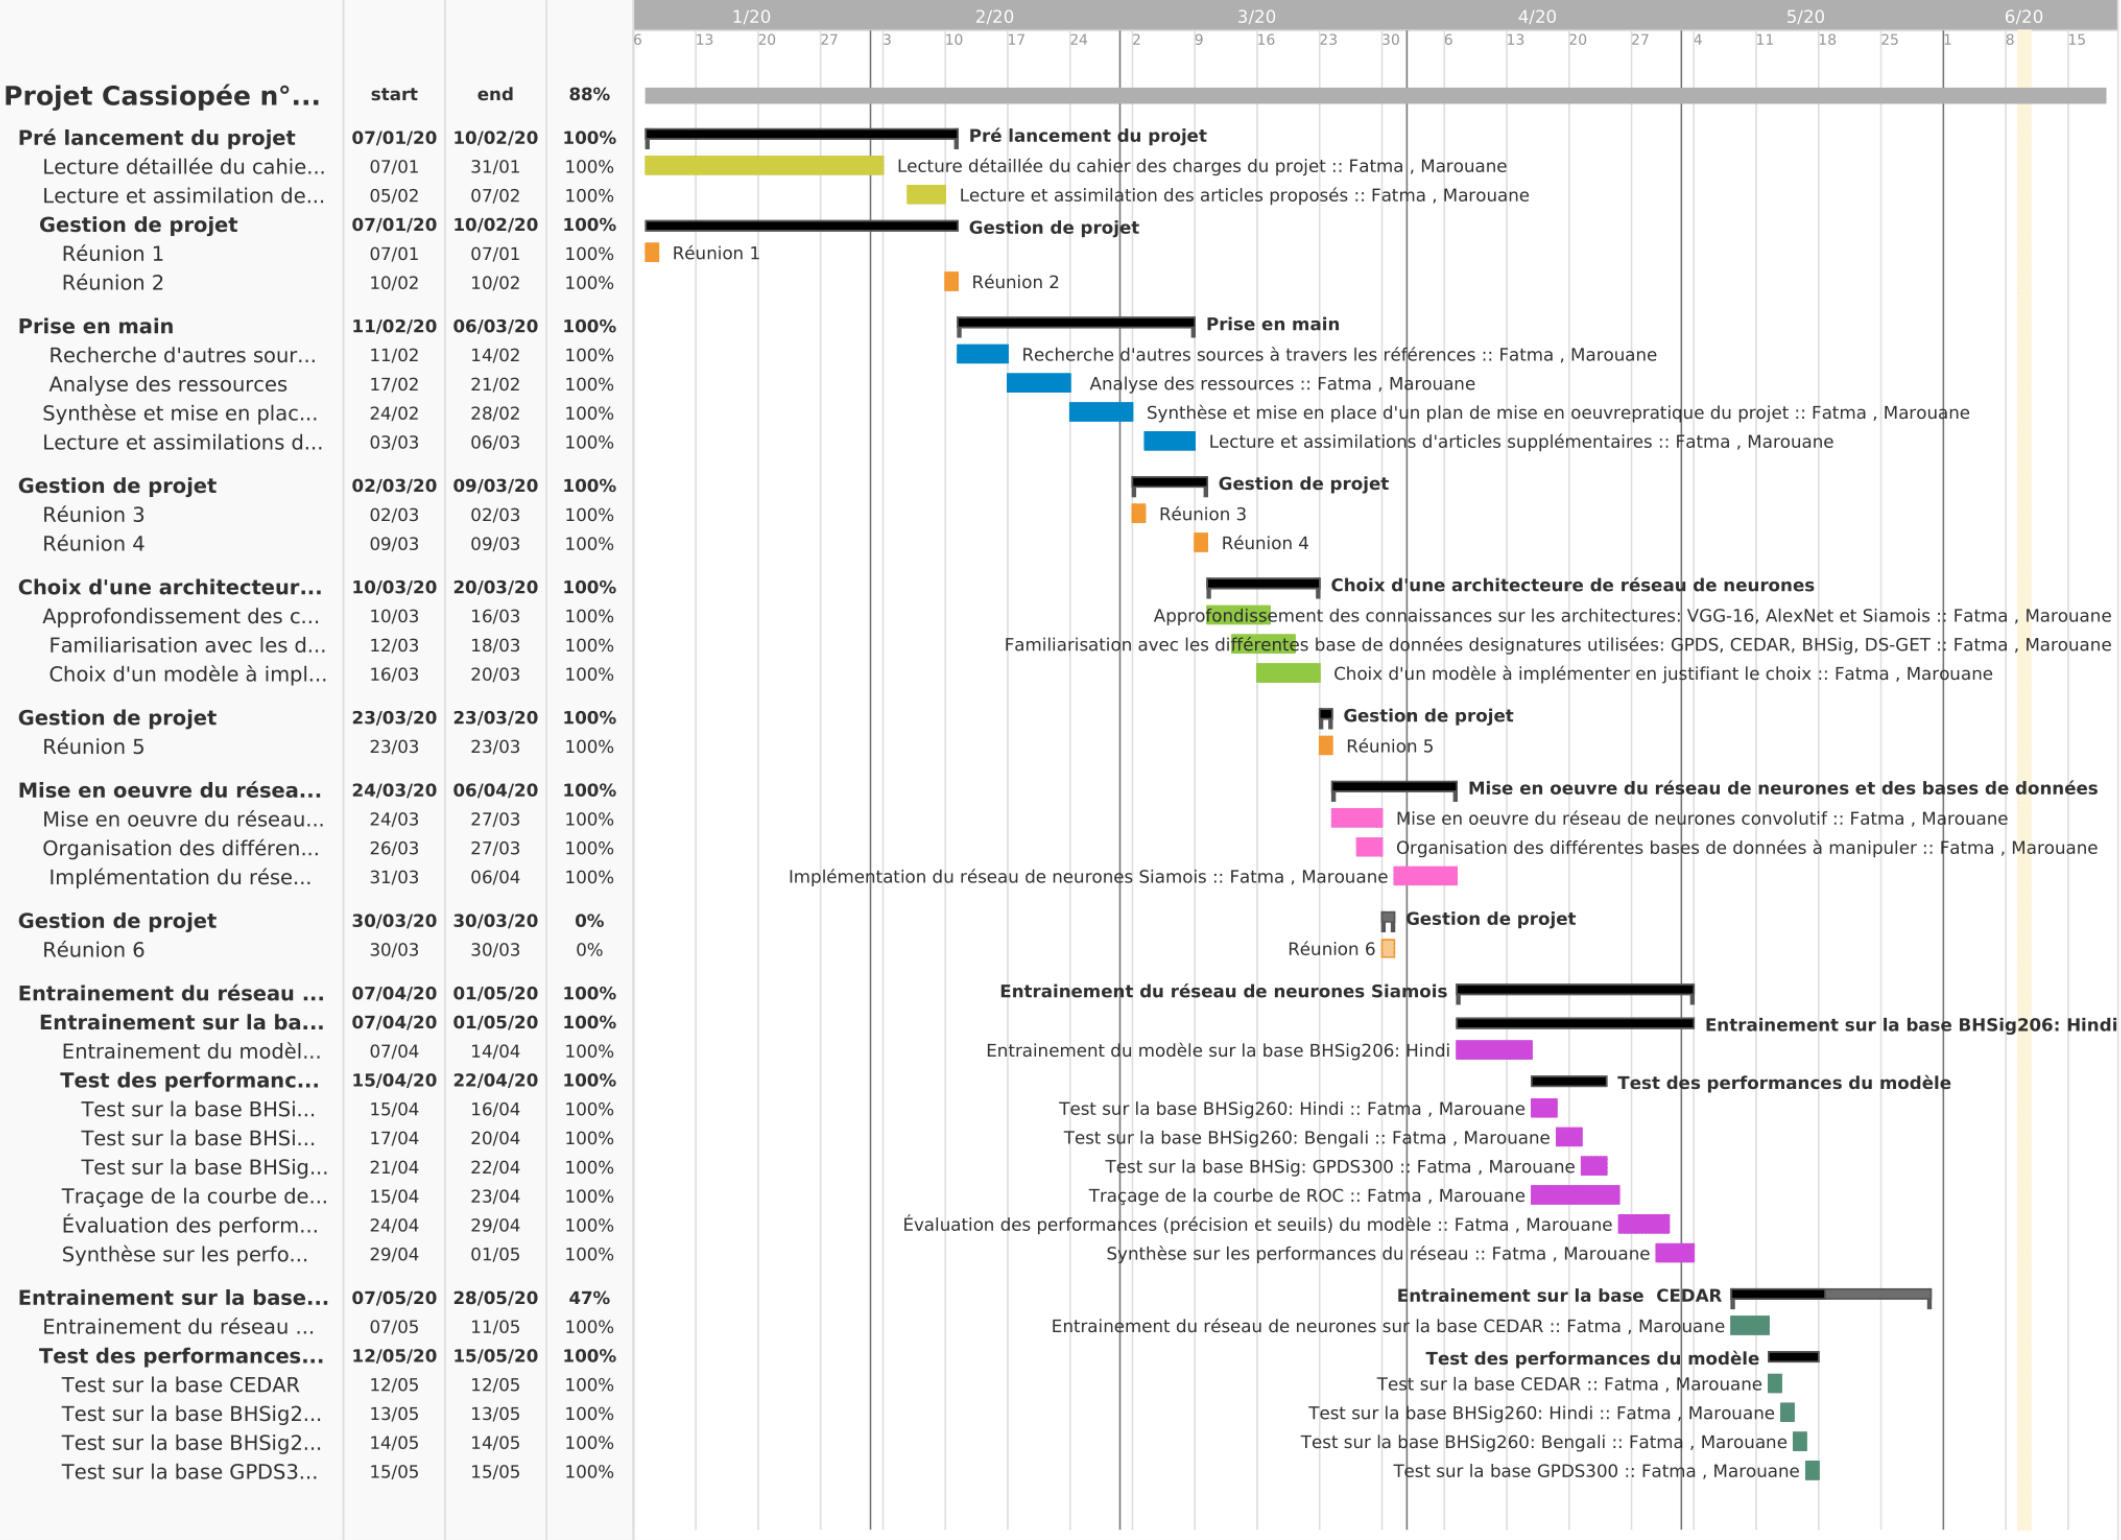 1/20 2/20 3/20 4/20 5/20 6/20
6 13 20 27 3 10 17 24 2 9 16 23 30 6 13 20 27 4 11 18 25 1 8 15
Projet Cassiopée n°... start end 88%
Pré lancement du projet 07/01/20 10/02/20 100% Pré lancement du projet
Lecture détaillée du cahie... 07/01 31/01 100% Lecture détaillée du cahier des charges du projet :: Fatma , Marouane
Lecture et assimilation de... 05/02 07/02 100% Lecture et assimilation des articles proposés :: Fatma , Marouane
Gestion de projet 07/01/20 10/02/20 100% Gestion de projet
Réunion 1 07/01 07/01 100% Réunion 1
Réunion 2 10/02 10/02 100% Réunion 2
Prise en main 11/02/20 06/03/20 100% Prise en main
Recherche d'autres sour... 11/02 14/02 100% Recherche d'autres sources à travers les références :: Fatma , Marouane
Analyse des ressources 17/02 21/02 100% Analyse des ressources :: Fatma , Marouane
Synthèse et mise en plac... 24/02 28/02 100% Synthèse et mise en place d'un plan de mise en oeuvrepratique du projet :: Fatma , Marouane
Lecture et assimilations d... 03/03 06/03 100% Lecture et assimilations d'articles supplémentaires :: Fatma , Marouane
Gestion de projet 02/03/20 09/03/20 100% Gestion de projet
Réunion 3 02/03 02/03 100% Réunion 3
Réunion 4 09/03 09/03 100% Réunion 4
Choix d'une architecteur... 10/03/20 20/03/20 100% Choix d'une architecteure de réseau de neurones
Approfondissement des c... 10/03 16/03 100% Approfondissement des connaissances sur les architectures: VGG-16, AlexNet et Siamois :: Fatma , Marouane
Familiarisation avec les d... 12/03 18/03 100% Familiarisation avec les différentes base de données designatures utilisées: GPDS, CEDAR, BHSig, DS-GET :: Fatma , Marouane
Choix d'un modèle à impl... 16/03 20/03 100% Choix d'un modèle à implémenter en justifiant le choix :: Fatma , Marouane
Gestion de projet 23/03/20 23/03/20 100% Gestion de projet
Réunion 5 23/03 23/03 100% Réunion 5
Mise en oeuvre du résea... 24/03/20 06/04/20 100% Mise en oeuvre du réseau de neurones et des bases de données
Mise en oeuvre du réseau... 24/03 27/03 100% Mise en oeuvre du réseau de neurones convolutif :: Fatma , Marouane
Organisation des différen... 26/03 27/03 100% Organisation des différentes bases de données à manipuler :: Fatma , Marouane
Implémentation du rése... 31/03 06/04 100% Implémentation du réseau de neurones Siamois :: Fatma , Marouane
Gestion de projet 30/03/20 30/03/20 0% Gestion de projet
Réunion 6 30/03 30/03 0% Réunion 6
Entrainement du réseau ... 07/04/20 01/05/20 100% Entrainement du réseau de neurones Siamois
Entrainement sur la ba... 07/04/20 01/05/20 100% Entrainement sur la base BHSig206: Hindi
Entrainement du modèl... 07/04 14/04 100% Entrainement du modèle sur la base BHSig206: Hindi
Test des performanc... 15/04/20 22/04/20 100% Test des performances du modèle
Test sur la base BHSi... 15/04 16/04 100% Test sur la base BHSig260: Hindi :: Fatma , Marouane
Test sur la base BHSi... 17/04 20/04 100% Test sur la base BHSig260: Bengali :: Fatma , Marouane
Test sur la base BHSig... 21/04 22/04 100% Test sur la base BHSig: GPDS300 :: Fatma , Marouane
Traçage de la courbe de... 15/04 23/04 100% Traçage de la courbe de ROC :: Fatma , Marouane
Évaluation des perform... 24/04 29/04 100% Évaluation des performances (précision et seuils) du modèle :: Fatma , Marouane
Synthèse sur les perfo... 29/04 01/05 100% Synthèse sur les performances du réseau :: Fatma , Marouane
Entrainement sur la base... 07/05/20 28/05/20 47% Entrainement sur la base CEDAR
Entrainement du réseau ... 07/05 11/05 100% Entrainement du réseau de neurones sur la base CEDAR :: Fatma , Marouane
Test des performances... 12/05/20 15/05/20 100% Test des performances du modèle
Test sur la base CEDAR 12/05 12/05 100% Test sur la base CEDAR :: Fatma , Marouane
Test sur la base BHSig2... 13/05 13/05 100% Test sur la base BHSig260: Hindi :: Fatma , Marouane
Test sur la base BHSig2... 14/05 14/05 100% Test sur la base BHSig260: Bengali :: Fatma , Marouane
Test sur la base GPDS3... 15/05 15/05 100% Test sur la base GPDS300 :: Fatma , Marouane